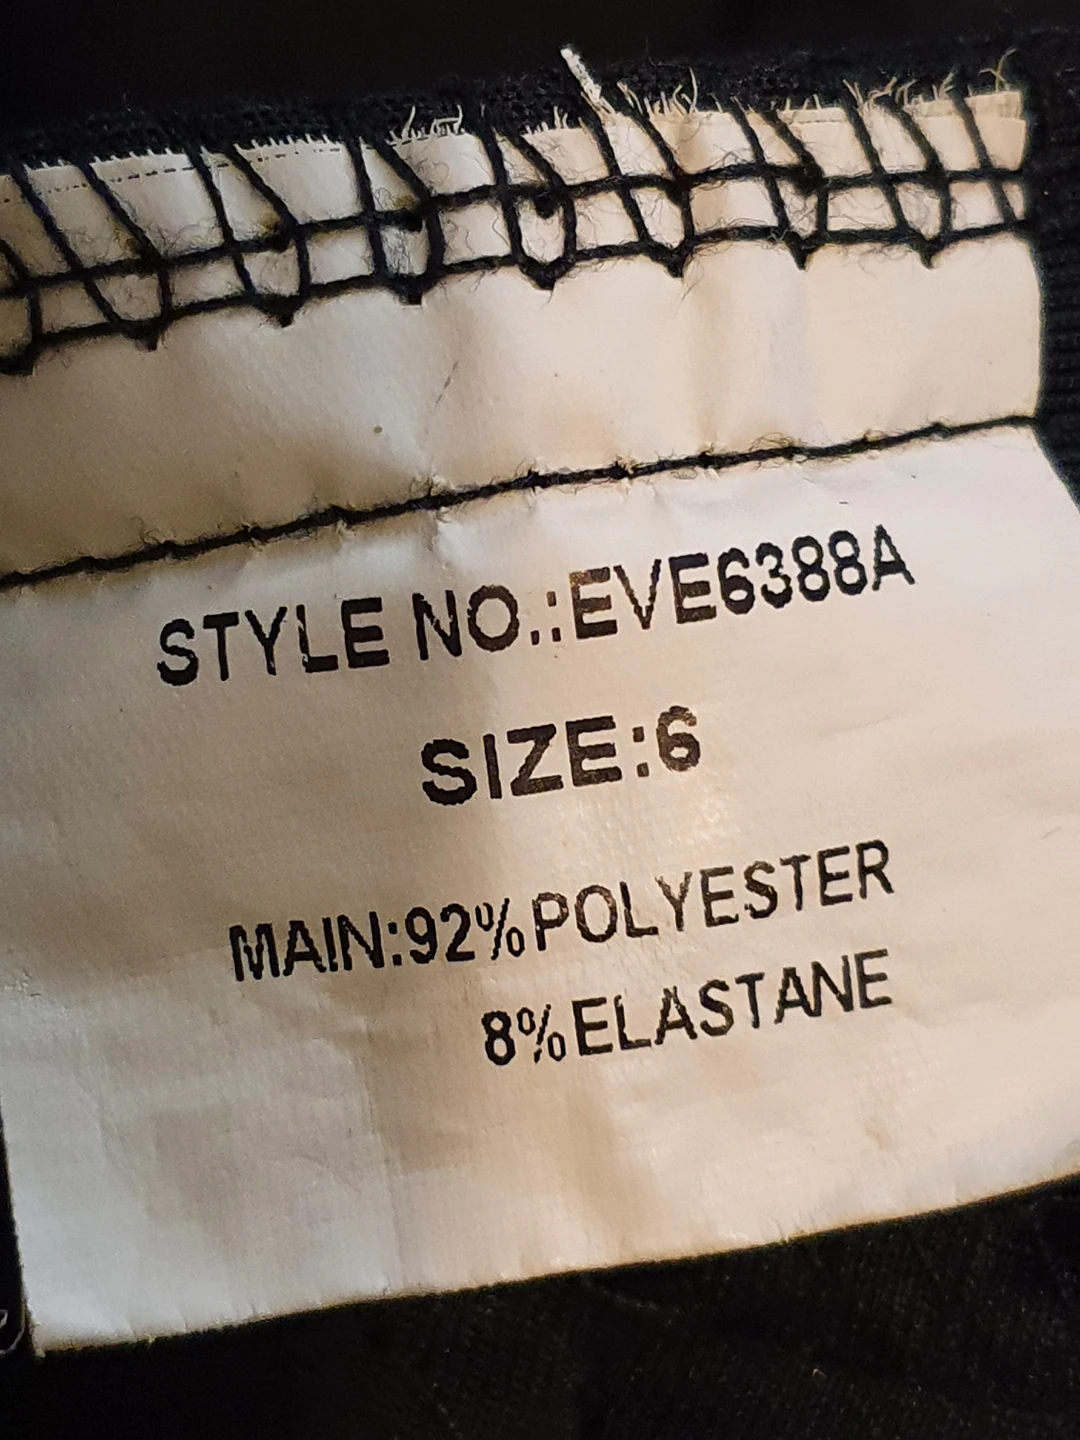 STYLE NO.:EVE6388A
SIZE:6
MAIN:92%POLYESTER
8%ELASTANE